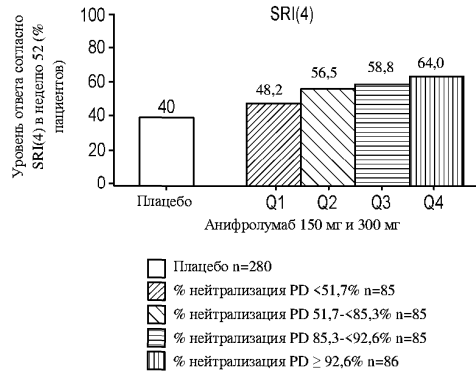 SRI(4)
Уровень ответа согласно
SRI(4) в неделю 52 (%
пациентов)
100
80
60
40
20
0
40
48,2
56,5
58,8
64,0
Плацебо
Q1
Q2
Q3
Q4
Анифролумаб 150 мг и 300 мг
Плацебо n=280
% нейтрализация PD <51,7% n=85
% нейтрализация PD 51,7-<85,3% n=85
% нейтрализация PD 85,3-<92,6% n=85
% нейтрализация PD ≥ 92,6% n=86